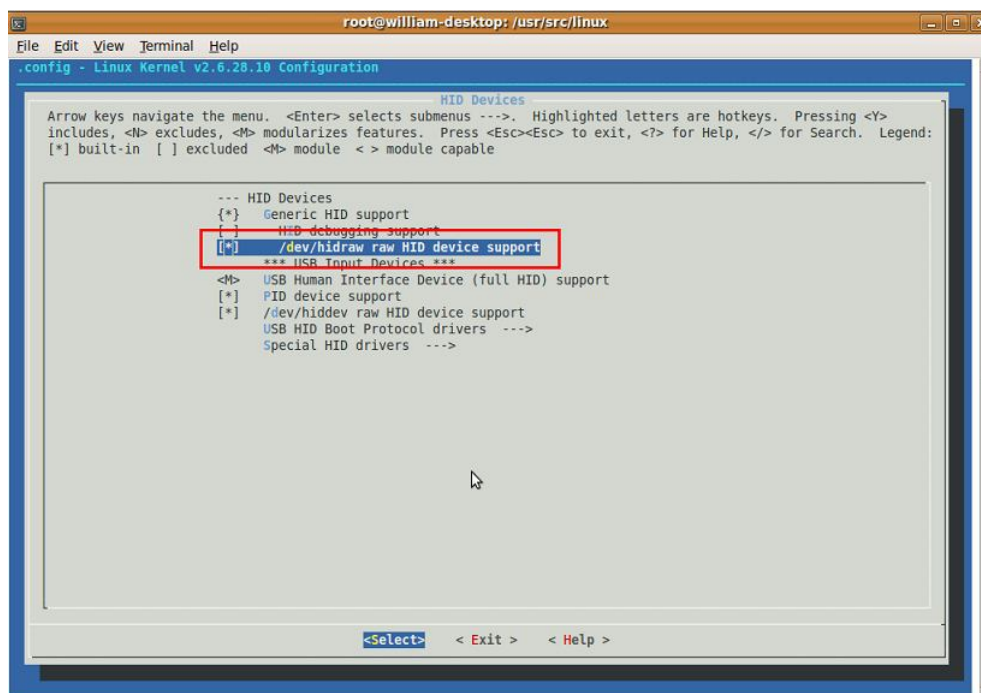 root@william-desktop: /usr/src/linux
File Edit View Terminal Help
.config - Linux Kernel v2.6.28.10 Configuration
HID Devices
Arrow keys navigate the menu. <Enter> selects submenus --->. Highlighted letters are hotkeys. Pressing <Y>
includes, <N> excludes, <M> modularizes features. Press <Esc><Esc> to exit, <?> for Help, </> for Search. Legend:
[*] built-in [ ] excluded <M> module < > module capable
--- HID Devices
{*} Generic HID support
[ ] HID debugging support
[*] /dev/hidraw raw HID device support
*** USB Input Devices ***
<M> USB Human Interface Device (full HID) support
[*] PID device support
[*] /dev/hiddev raw HID device support
USB HID Boot Protocol drivers --->
Special HID drivers --->
<Select> < Exit > < Help >